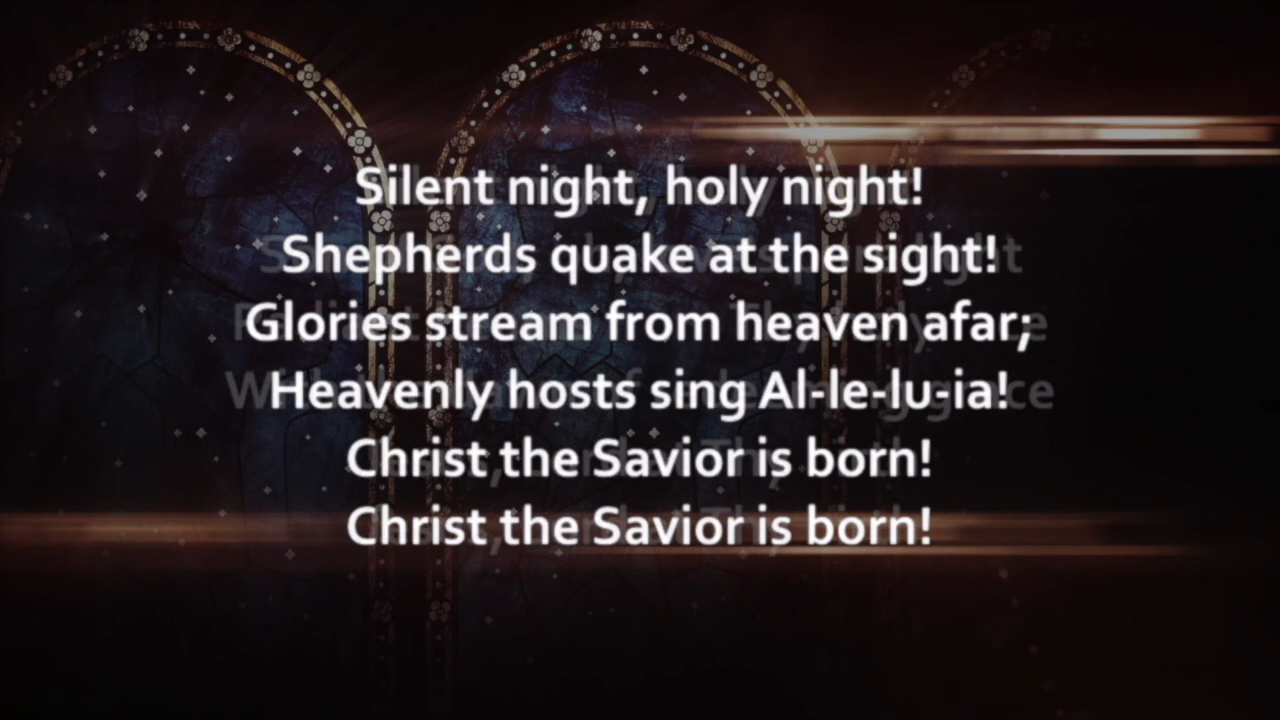 Silent night, holy night!
Shepherds quake at the sight!
Glories stream from heaven afar;
Heavenly hosts sing Al-le-lu-ia!
Christ the Savior is born!
Christ the Savior is born!